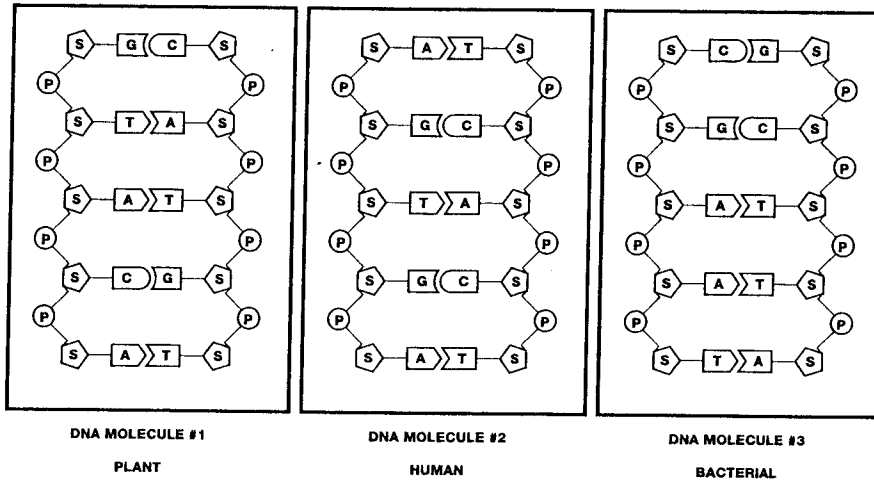 S G C S
P P
S T A S
P P
S A T S
P P
S C G S
P P
S A T S
DNA MOLECULE #1
PLANT
S A T S
P P
S G C S
P P
S T A S
P P
S G C S
P P
S A T S
DNA MOLECULE #2
HUMAN
S C G S
P P
S G C S
P P
S A T S
P P
S A T S
P P
S T A S
DNA MOLECULE #3
BACTERIAL